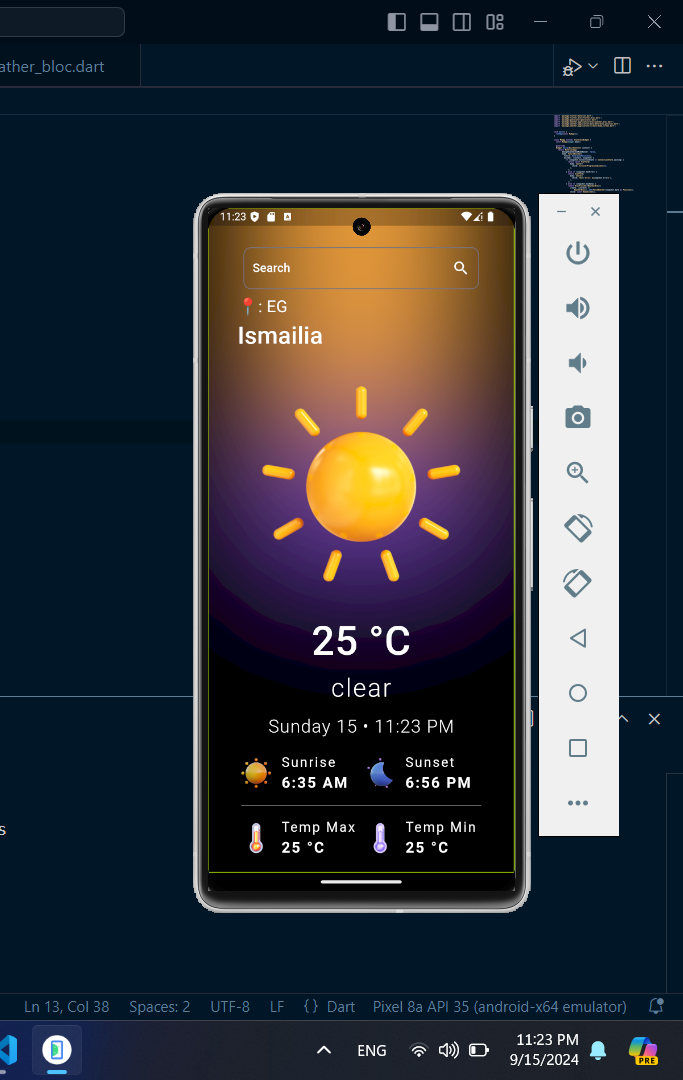 ather_bloc.dart
11:23
Search
📍: EG
Ismailia
25 °C
clear
Sunday 15 • 11:23 PM
Sunrise
6:35 AM
Sunset
6:56 PM
Temp Max
25 °C
Temp Min
25 °C
s
Ln 13, Col 38 Spaces: 2 UTF-8 LF {} Dart Pixel 8a API 35 (android-x64 emulator)
ENG
11:23 PM
9/15/2024
PRE